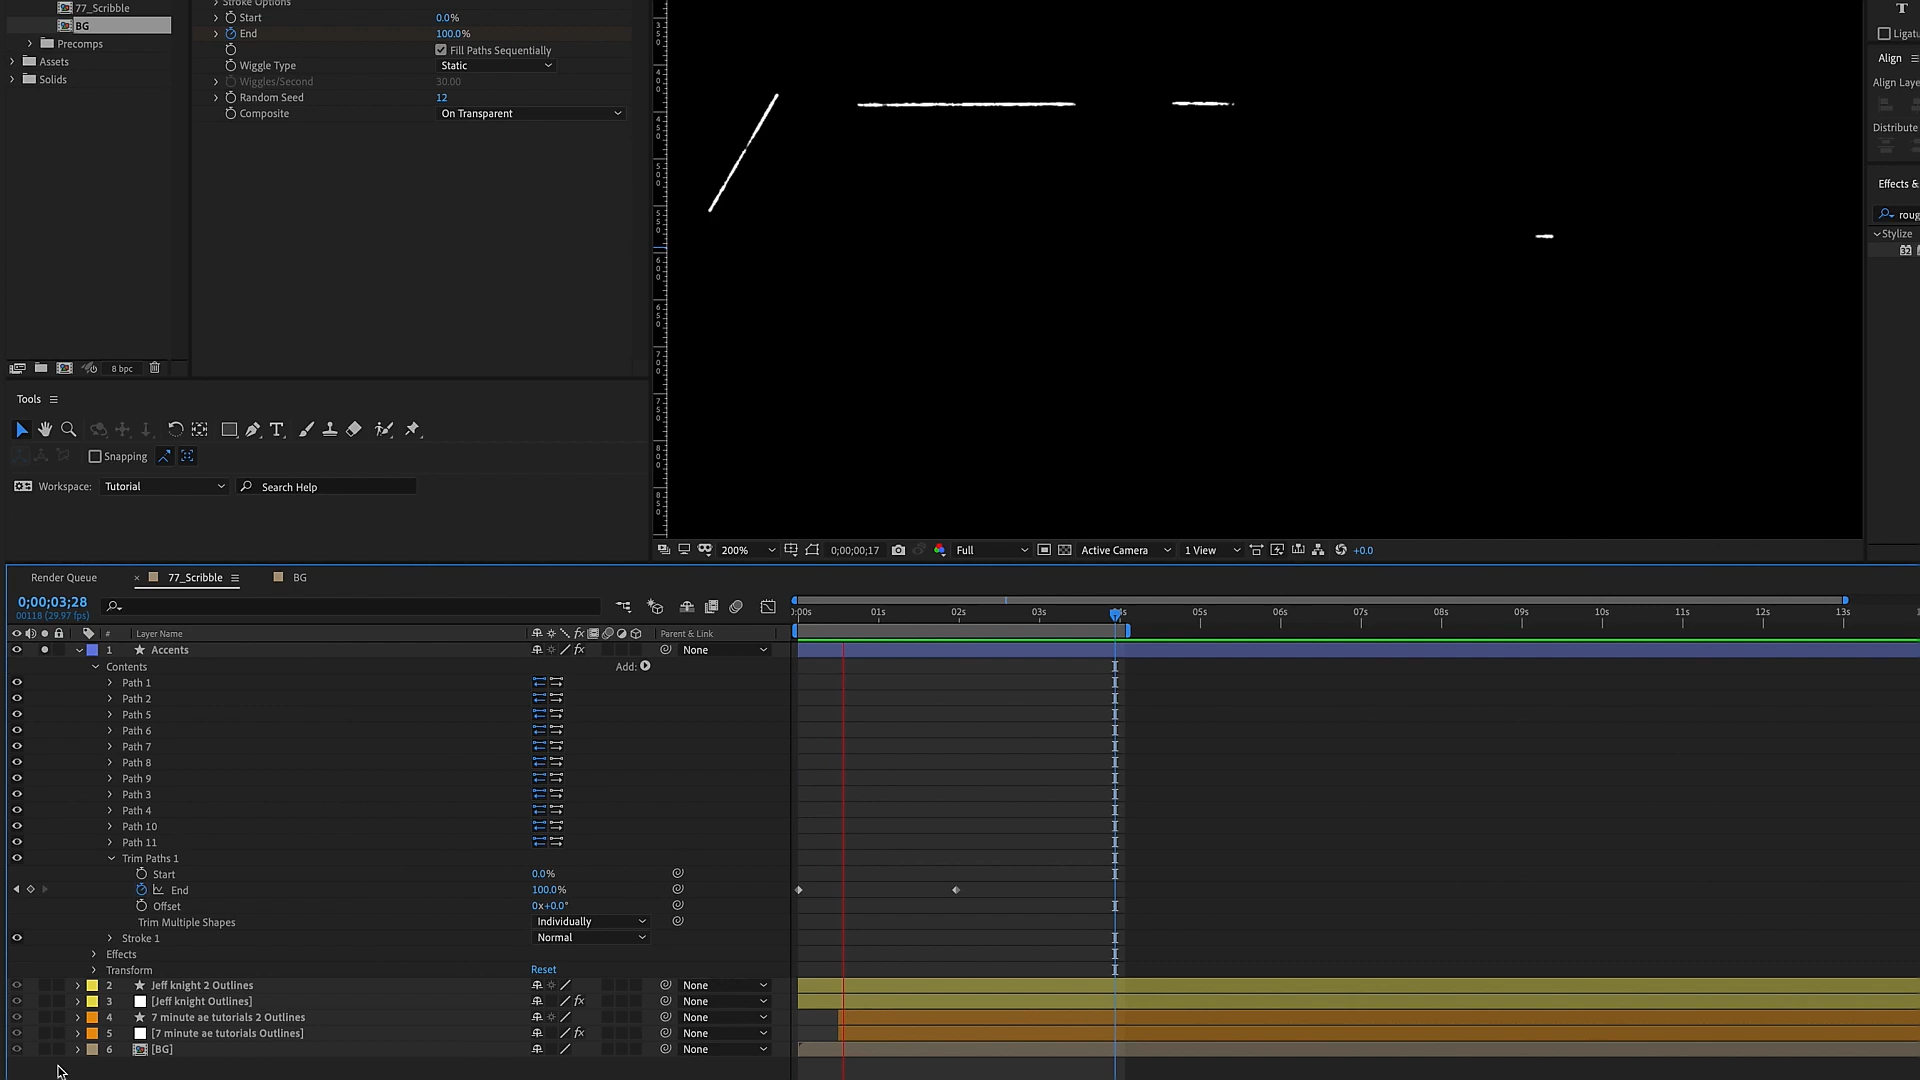 77_Scribble
BG
Precomps
Assets
Solids
8 bpc
Stroke Options
Start 0.0%
End 100.0%
Fill Paths Sequentially
Wiggle Type Static
Wiggles/Second 30.00
Random Seed 12
Composite On Transparent
Tools
Snapping
Workspace: Tutorial Search Help
200% 0;00;00;17 Full Active Camera 1 View +0.0
T
Ligatu
Align
Align Laye
Distribute
Effects &
roug
Stylize
32
Render Queue 77_Scribble BG
0;00;03;28
00118 (29.97 fps)
:00s 01s 02s 03s 05s 06s 07s 08s 09s 10s 11s 12s 13s
# Layer Name fx Parent & Link
1 Accents fx None
Contents Add:
Path 1
Path 2
Path 5
Path 6
Path 7
Path 8
Path 9
Path 3
Path 4
Path 10
Path 11
Trim Paths 1
Start 0.0%
End 100.0%
Offset 0x+0.0°
Trim Multiple Shapes Individually
Stroke 1 Normal
Effects
Transform Reset
2 Jeff knight 2 Outlines None
3 [Jeff knight Outlines] fx None
4 7 minute ae tutorials 2 Outlines None
5 [7 minute ae tutorials Outlines] fx None
6 [BG] None